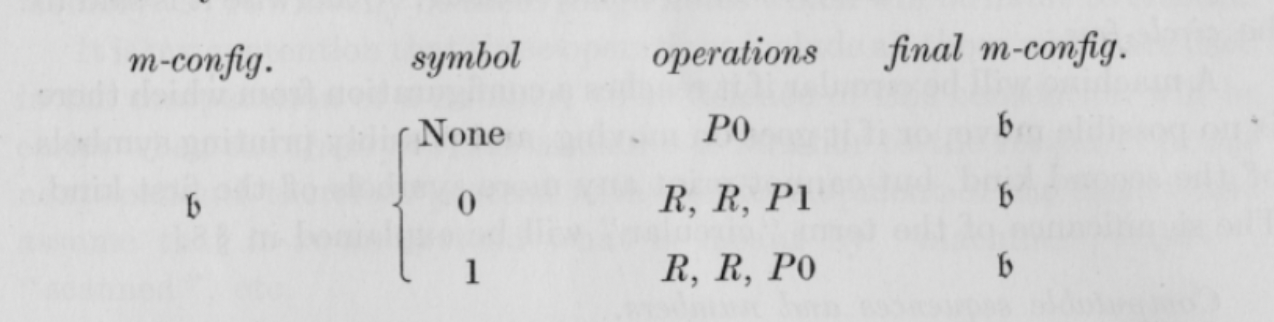 m-config. symbol operations final m-config.
None P0 𝔟
𝔟 0 R, R, P1 𝔟
1 R, R, P0 𝔟